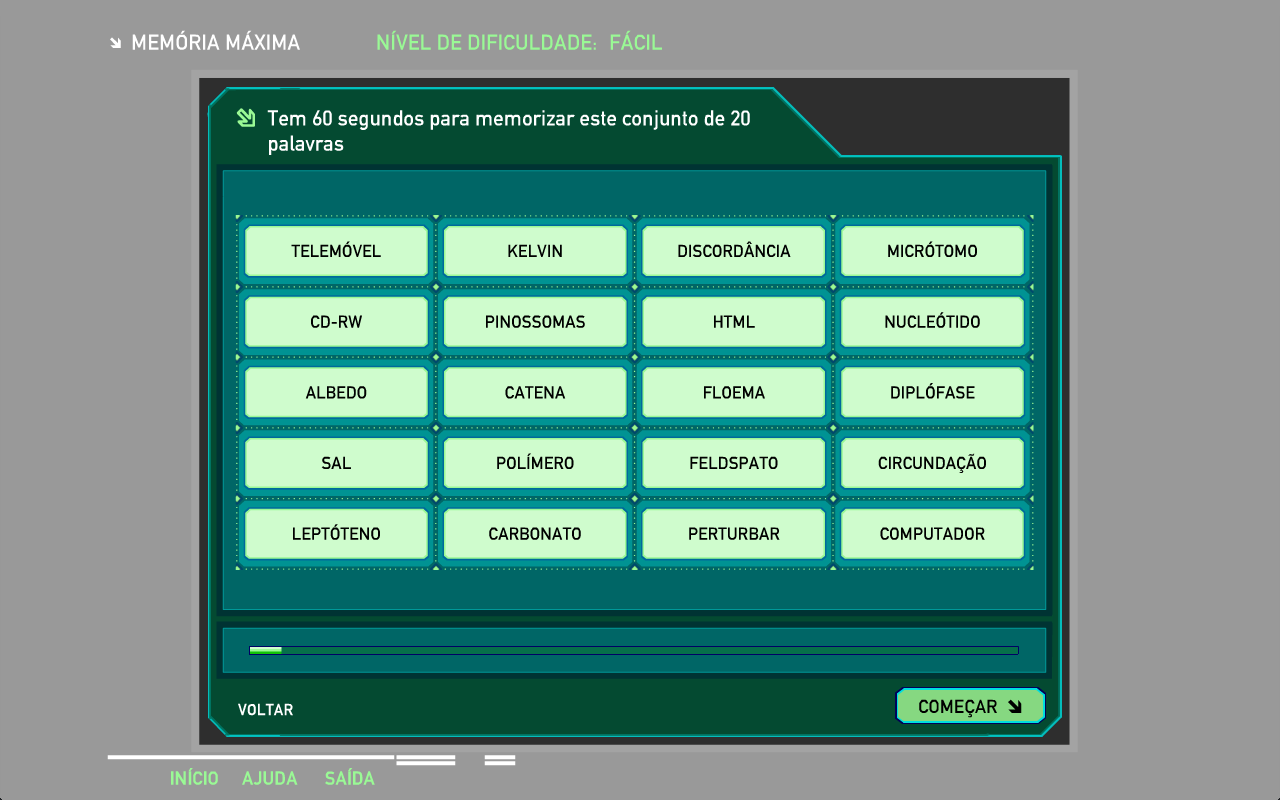 MEMÓRIA MÁXIMA
NÍVEL DE DIFICULDADE: FÁCIL
Tem 60 segundos para memorizar este conjunto de 20
palavras
TELEMÓVEL KELVIN DISCORDÂNCIA MICRÓTOMO
CD-RW PINOSSOMAS HTML NUCLEÓTIDO
ALBEDO CATENA FLOEMA DIPLÓFASE
SAL POLÍMERO FELDSPATO CIRCUNDAÇÃO
LEPTÓTENO CARBONATO PERTURBAR COMPUTADOR
VOLTAR
COMEÇAR
INÍCIO AJUDA SAÍDA